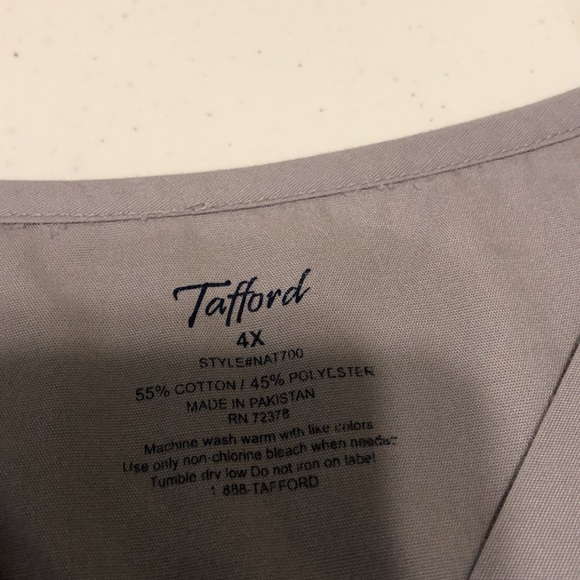 Tafford
4X
STYLE#NAT700
55% COTTON / 45% POLYESTER
MADE IN PAKISTAN
RN 72378
Machine wash warm with like colors
Use only non-chlorine bleach when needed
Tumble dry low Do not iron on label
1 888-TAFFORD